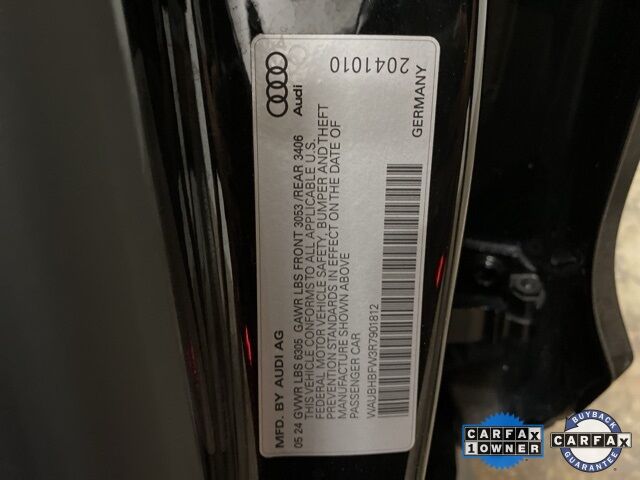 MFD. BY AUDI AG
Audi
05 24 GVWR LBS 6305 GAWR LBS FRONT 3053 /REAR 3406
THIS VEHICLE CONFORMS TO ALL APPLICABLE U.S.
FEDERAL MOTOR VEHICLE SAFETY, BUMPER AND THEFT
PREVENTION STANDARDS IN EFFECT ON THE DATE OF
MANUFACTURE SHOWN ABOVE
PASSENGER CAR
WAUBHBFW3R7901812
2041010
GERMANY
CARFAX
1 OWNER
BUYBACK
CARFAX
GUARANTEE